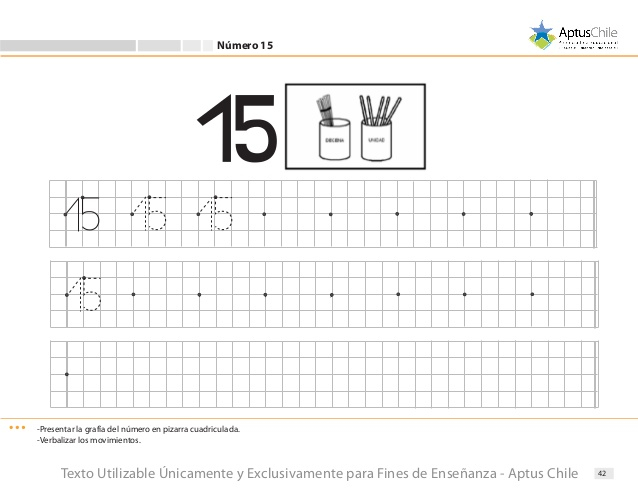 Número 15
AptusChile
15
DECENA
UNIDAD
15 15 15
15
-Presentar la grafía del número en pizarra cuadriculada.
-Verbalizar los movimientos.
Texto Utilizable Únicamente y Exclusivamente para Fines de Enseñanza - Aptus Chile
42